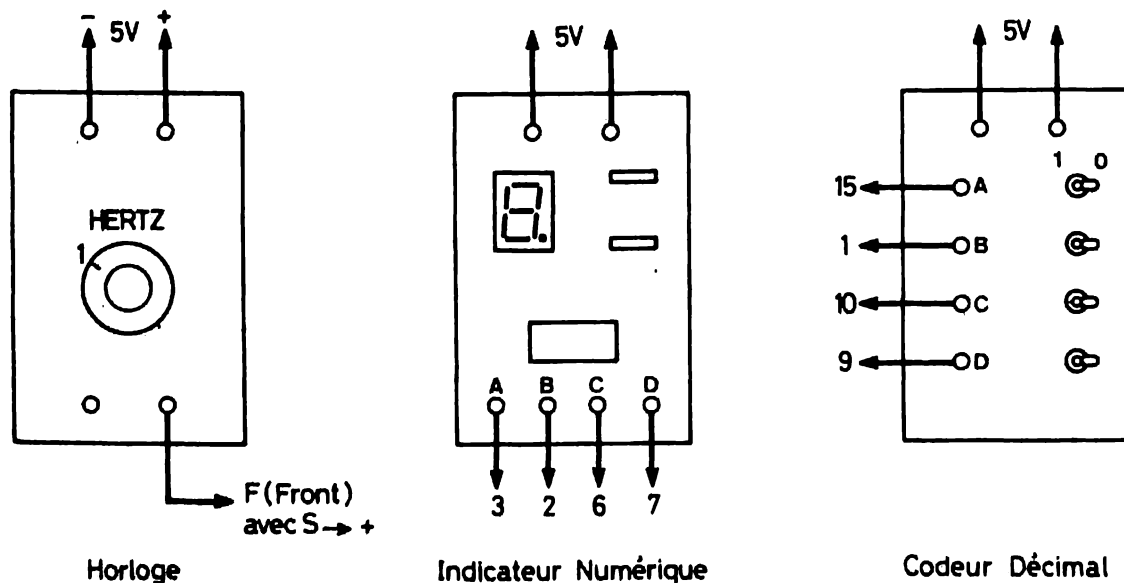 - 5V +
HERTZ
1
F(Front)
avec S → +
Horloge
5V
A B C D
3 2 6 7
Indicateur Numérique
5V
1 0
15 A
1 B
10 C
9 D
Codeur Décimal